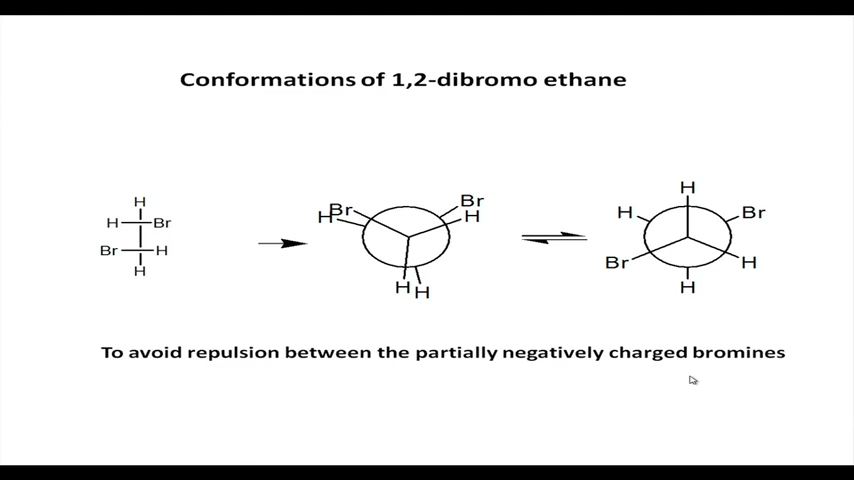 Conformations of 1,2-dibromo ethane
H
H Br
Br H
H
Br Br
H H
H H
H
H Br
Br H
H
To avoid repulsion between the partially negatively charged bromines